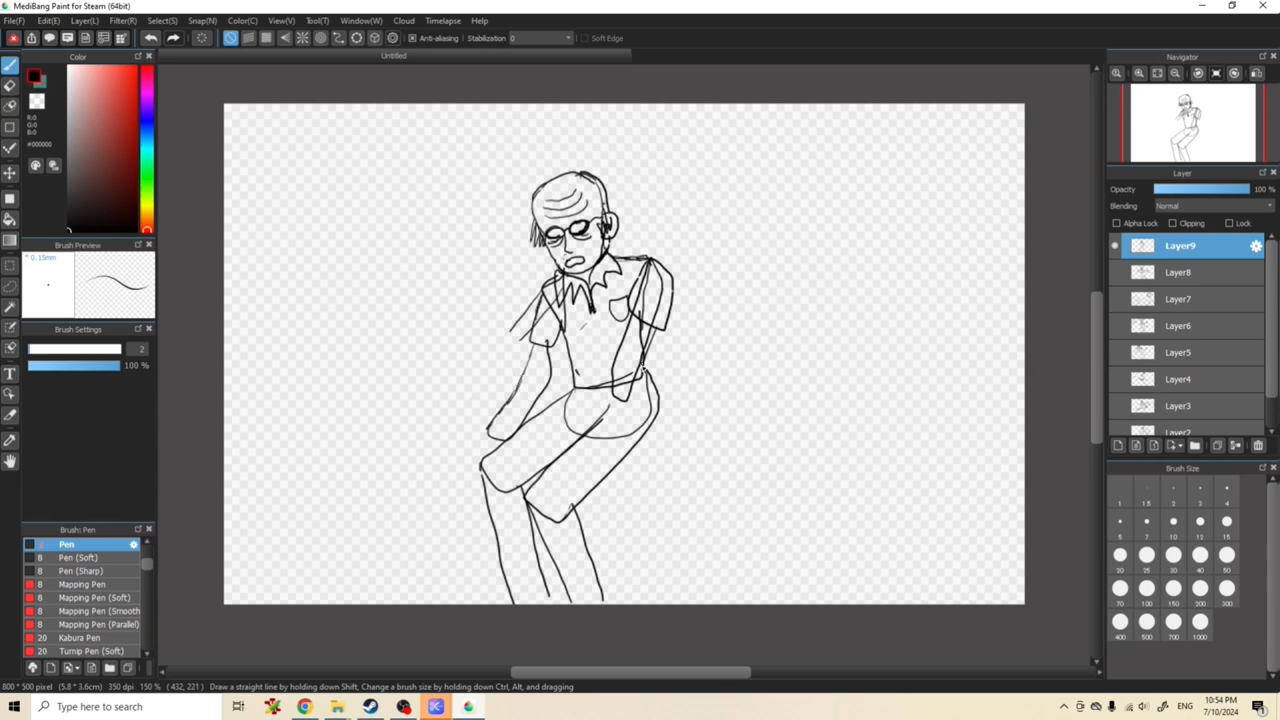 MediBang Paint for Steam (64bit)
File(F) Edit(E) Layer(L) Filter(R) Select(S) Snap(N) Color(C) View(V) Tool(T) Window(W) Cloud Timelapse Help
Anti-aliasing Stabilization 0 Soft Edge
Color Untitled Navigator
R:0
G:0
B:0
#000000
Layer
Opacity 100 %
Blending Normal
Alpha Lock Clipping Lock
Brush Preview
* 0.15mm
Layer9
Layer8
Layer7
Layer6
Layer5
Layer4
Layer3
Layer2
Brush Settings
2
100 %
Brush Size
1 1.5 2 3 4
5 7 10 12 15
20 25 30 40 50
70 100 150 200 300
400 500 700 1000
Brush: Pen
Pen
8 Pen (Soft)
8 Pen (Sharp)
8 Mapping Pen
8 Mapping Pen (Soft)
8 Mapping Pen (Smooth
8 Mapping Pen (Parallel)
20 Kabura Pen
20 Turnip Pen (Soft)
800 * 500 pixel (5.8 * 3.6cm) 350 dpi 150 % ( 432, 221 ) Draw a straight line by holding down Shift, Change a brush size by holding down Ctrl, Alt, and dragging
Type here to search
ENG
10:54 PM
7/10/2024